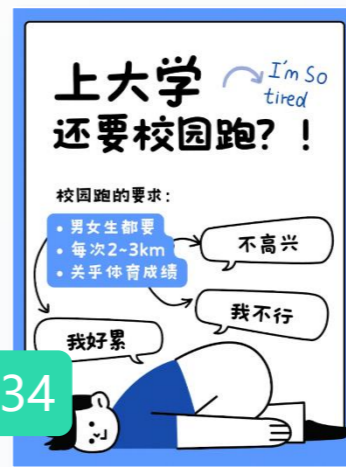 上大学
I'm So
tired
还要校园跑？！
校园跑的要求：
• 男女生都要
• 每次2~3km
• 关乎体育成绩
不高兴
我不行
我好累
34